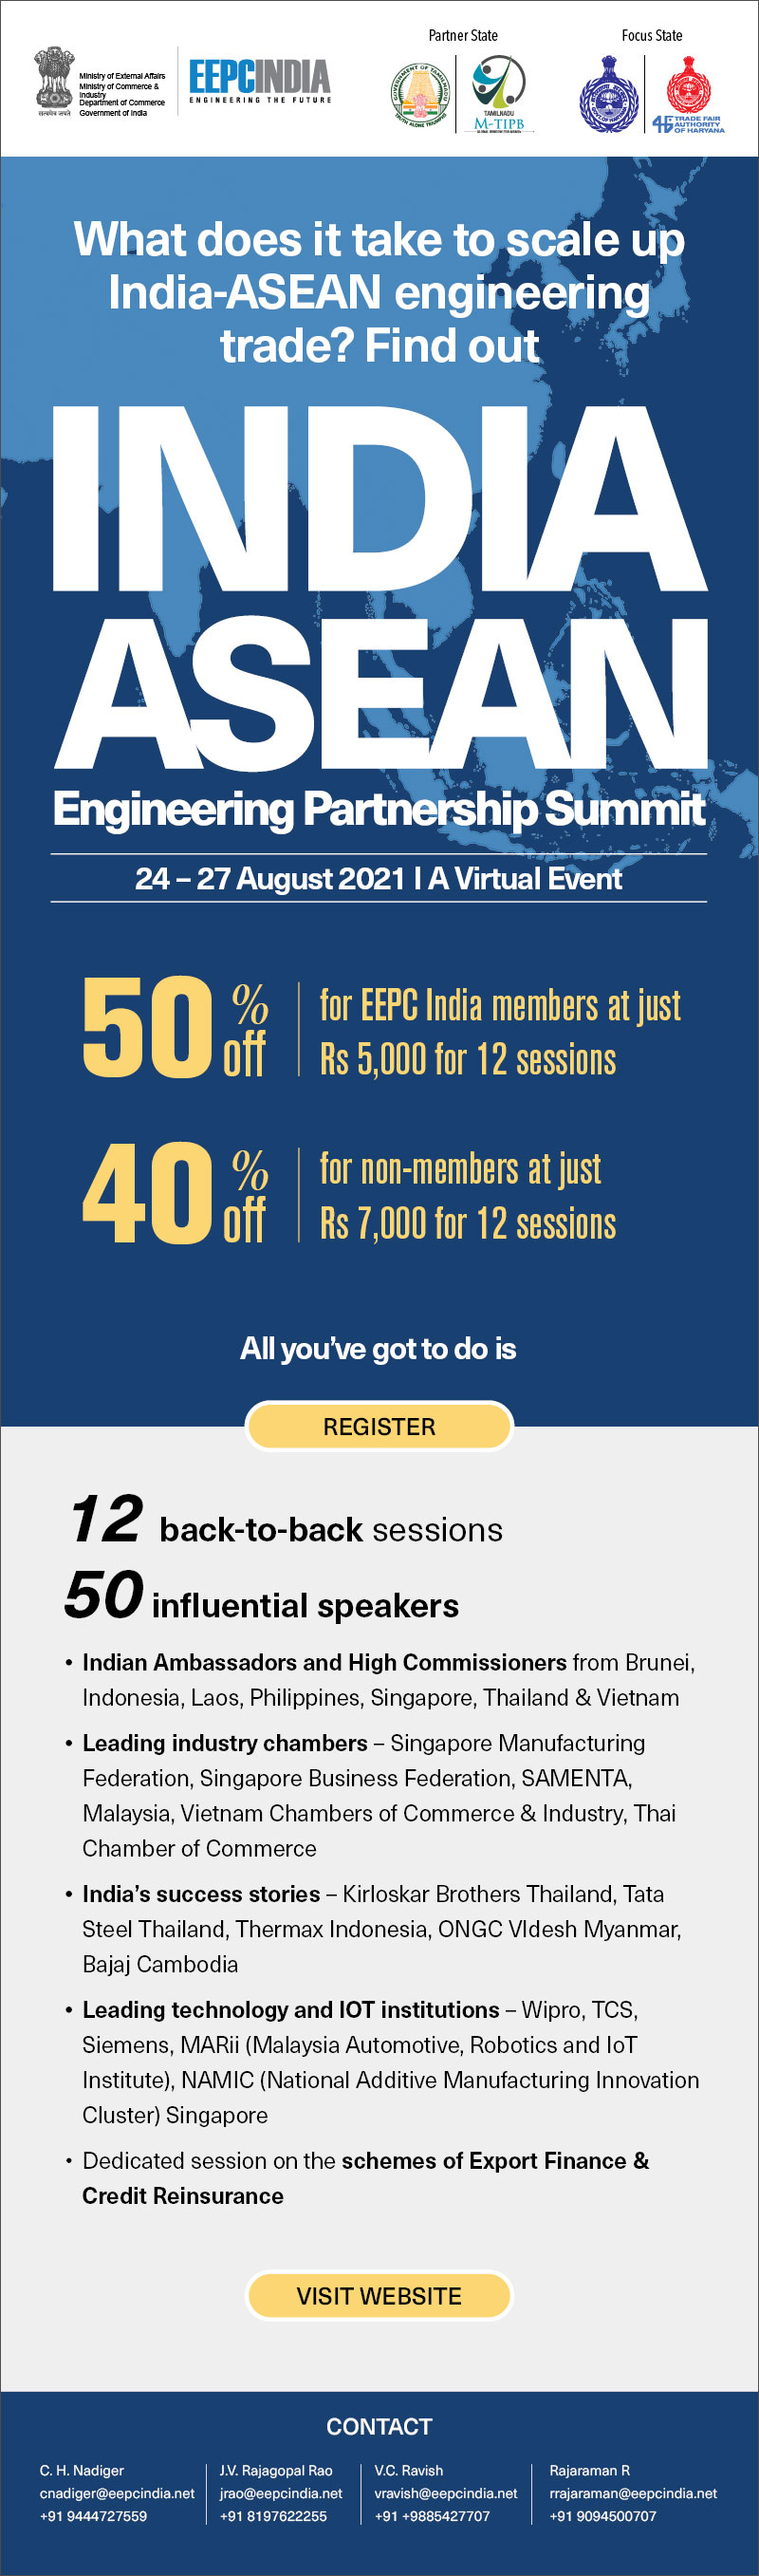 Partner State
Focus State
सत्यमेव जयते
Ministry of External Affairs
Ministry of Commerce &
Industry
Department of Commerce
Government of India
EEPCINDIA
ENGINEERING THE FUTURE
GOVERNMENT OF TAMILNADU
TRUTH ALONE TRIUMPHS
TAMILNADU
M-TIPB
TRADE FAIR
AUTHORITY
OF HARYANA
What does it take to scale up
India-ASEAN engineering
trade? Find out
INDIA
ASEAN
Engineering Partnership Summit
24 – 27 August 2021 I A Virtual Event
50% off
for EEPC India members at just
Rs 5,000 for 12 sessions
40% off
for non-members at just
Rs 7,000 for 12 sessions
All you’ve got to do is
REGISTER
12 back-to-back sessions
50 influential speakers
• Indian Ambassadors and High Commissioners from Brunei,
Indonesia, Laos, Philippines, Singapore, Thailand & Vietnam
• Leading industry chambers – Singapore Manufacturing
Federation, Singapore Business Federation, SAMENTA,
Malaysia, Vietnam Chambers of Commerce & Industry, Thai
Chamber of Commerce
• India’s success stories – Kirloskar Brothers Thailand, Tata
Steel Thailand, Thermax Indonesia, ONGC VIdesh Myanmar,
Bajaj Cambodia
• Leading technology and IOT institutions – Wipro, TCS,
Siemens, MARii (Malaysia Automotive, Robotics and IoT
Institute), NAMIC (National Additive Manufacturing Innovation
Cluster) Singapore
• Dedicated session on the schemes of Export Finance &
Credit Reinsurance
VISIT WEBSITE
CONTACT
C. H. Nadiger
cnadiger@eepcindia.net
+91 9444727559
J.V. Rajagopal Rao
jrao@eepcindia.net
+91 8197622255
V.C. Ravish
vravish@eepcindia.net
+91 +9885427707
Rajaraman R
rrajaraman@eepcindia.net
+91 9094500707